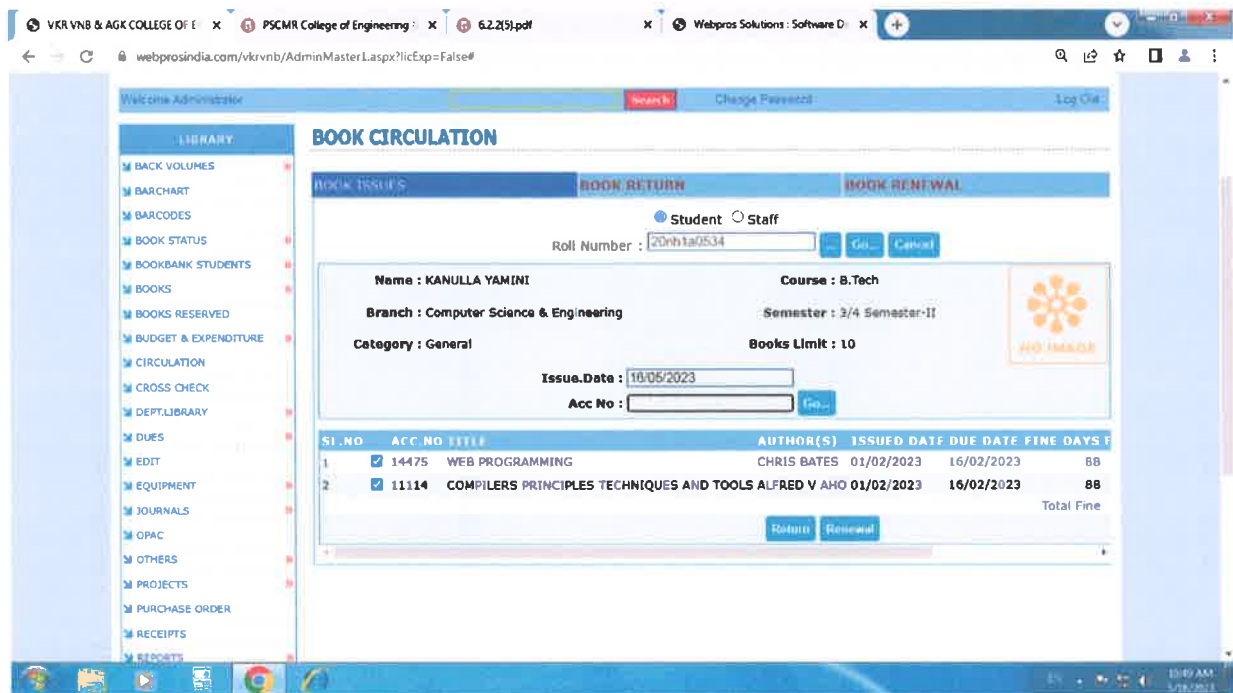 VKR VNB & AGK COLLEGE OF E
PSCMR College of Engineering
6.2.2(5).pdf
Webpros Solutions : Software D
webprosindia.com/vkrvnb/AdminMaster1.aspx?licExp=False#
Welcome Administrator
Search
Change Password
Log Out
LIBRARY
BACK VOLUMES
BARCHART
BARCODES
BOOK STATUS
BOOKBANK STUDENTS
BOOKS
BOOKS RESERVED
BUDGET & EXPENDITURE
CIRCULATION
CROSS CHECK
DEPT.LIBRARY
DUES
EDIT
EQUIPMENT
JOURNALS
OPAC
OTHERS
PROJECTS
PURCHASE ORDER
RECEIPTS
REPORTS
BOOK CIRCULATION
BOOK ISSUES BOOK RETURN BOOK RENEWAL
Student Staff
Roll Number : 20nh1a0534 ... Go... Cancel
Name : KANULLA YAMINI Course : B.Tech
Branch : Computer Science & Engineering Semester : 3/4 Semester-II
Category : General Books Limit : 10
NO IMAGE
Issue.Date : 16/05/2023
Acc No : Go...
Sl.NO ACC.NO TITLE AUTHOR(S) ISSUED DATE DUE DATE FINE DAYS F
1 14475 WEB PROGRAMMING CHRIS BATES 01/02/2023 16/02/2023 88
2 11114 COMPILERS PRINCIPLES TECHNIQUES AND TOOLS ALFRED V AHO 01/02/2023 16/02/2023 88
Total Fine
Return Renewal
EN
10:49 AM